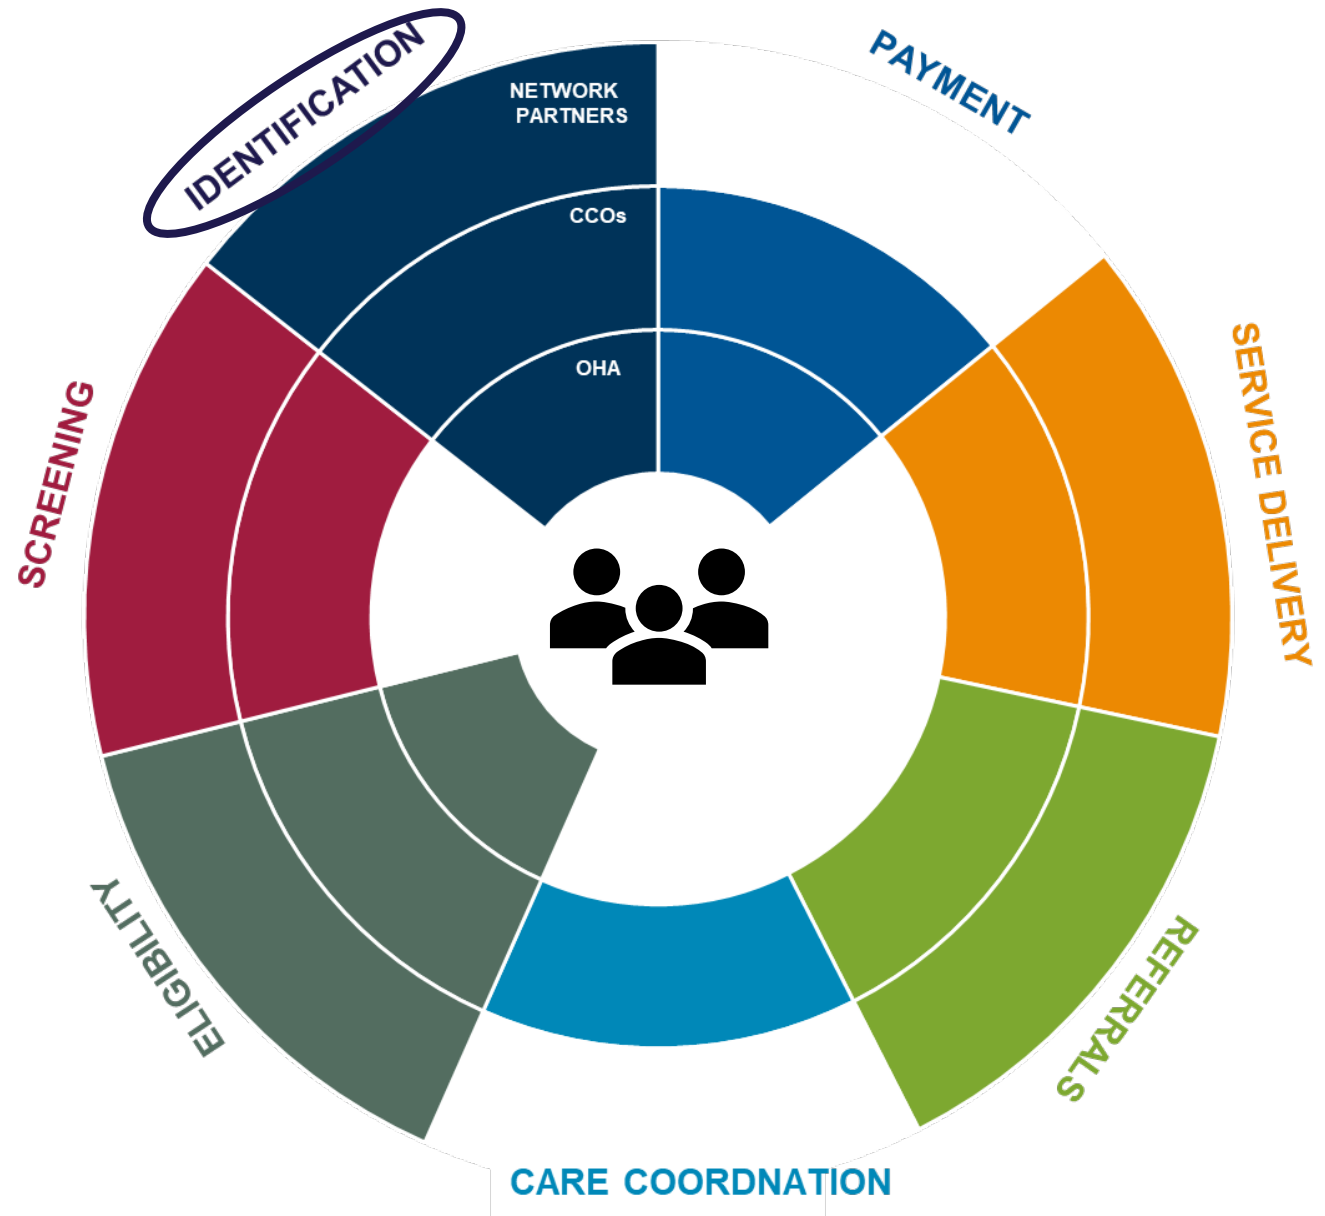 IDENTIFICATION
NETWORK
PARTNERS
CCOs
OHA
PAYMENT
SERVICE DELIVERY
REFERRALS
CARE COORDNATION
ELIGIBILITY
SCREENING